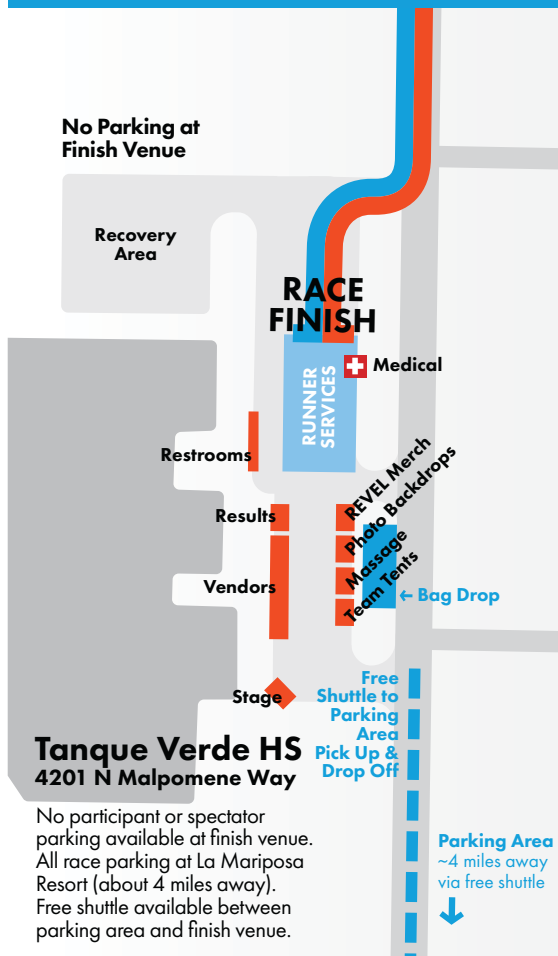 No Parking at
Finish Venue
Recovery
Area
RACE
FINISH
RUNNER
SERVICES
Medical
Restrooms
REVEL Merch
Photo Backdrops
Massage
Team Tents
Results
Vendors
← Bag Drop
Stage
Free
Shuttle to
Parking
Area
Pick Up &
Drop Off
Tanque Verde HS
4201 N Malpomene Way
No participant or spectator
parking available at finish venue.
All race parking at La Mariposa
Resort (about 4 miles away).
Free shuttle available between
parking area and finish venue.
Parking Area
~4 miles away
via free shuttle